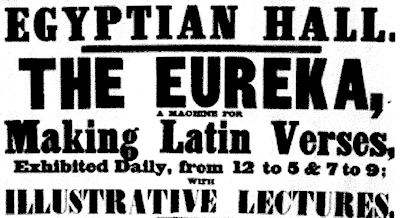 EGYPTIAN HALL.
THE EUREKA,
A MACHINE FOR
Making Latin Verses,
Exhibited Daily, from 12 to 5 & 7 to 9;
WITH
ILLUSTRATIVE LECTURES.